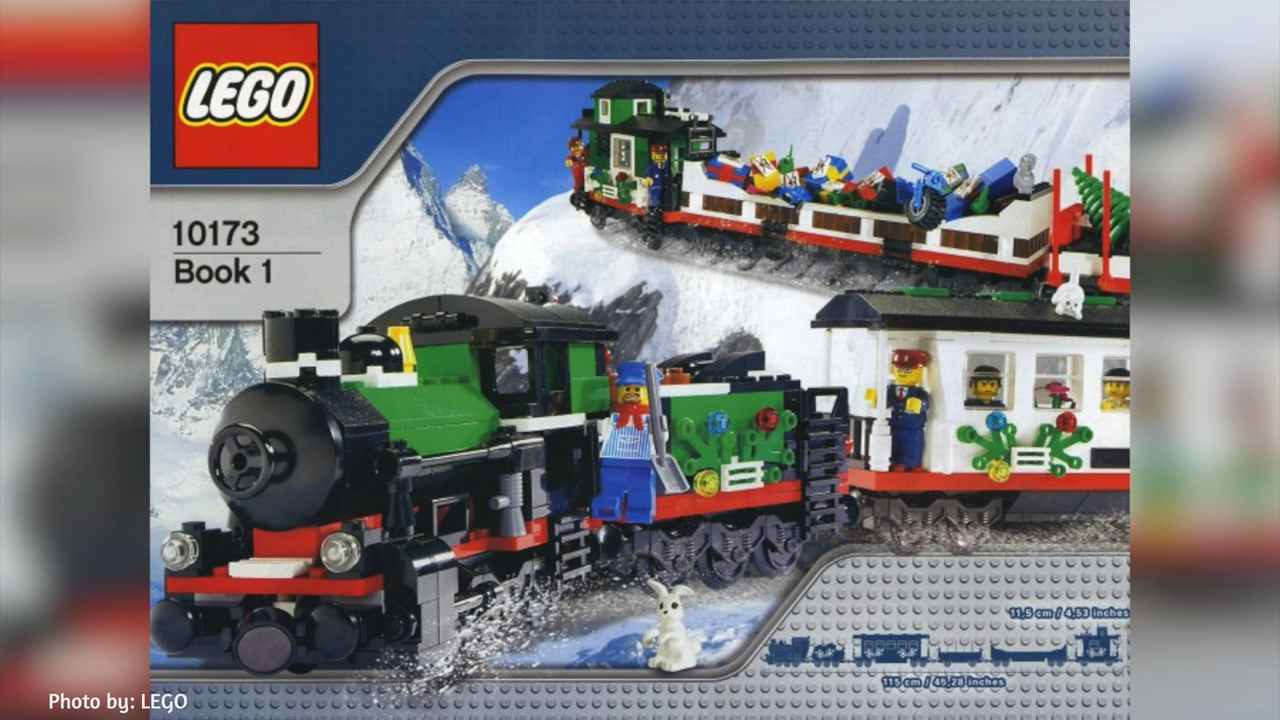 LEGO
10173
Book 1
11,5 cm / 4,53 inches
115 cm / 45,28 inches
Photo by: LEGO